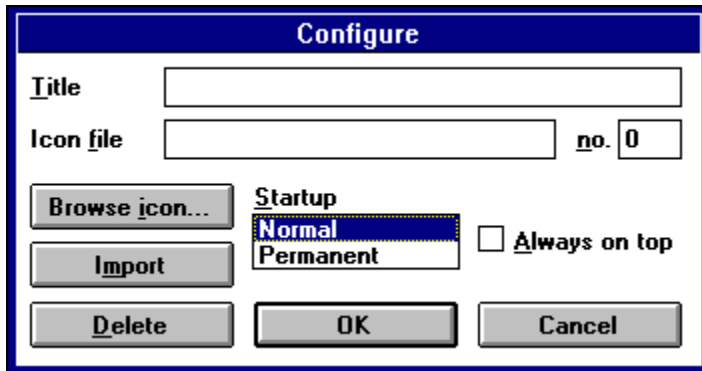 Configure
Title
Icon file
no. 0
Browse icon...
Startup
Normal
Permanent
Always on top
Import
Delete
OK
Cancel